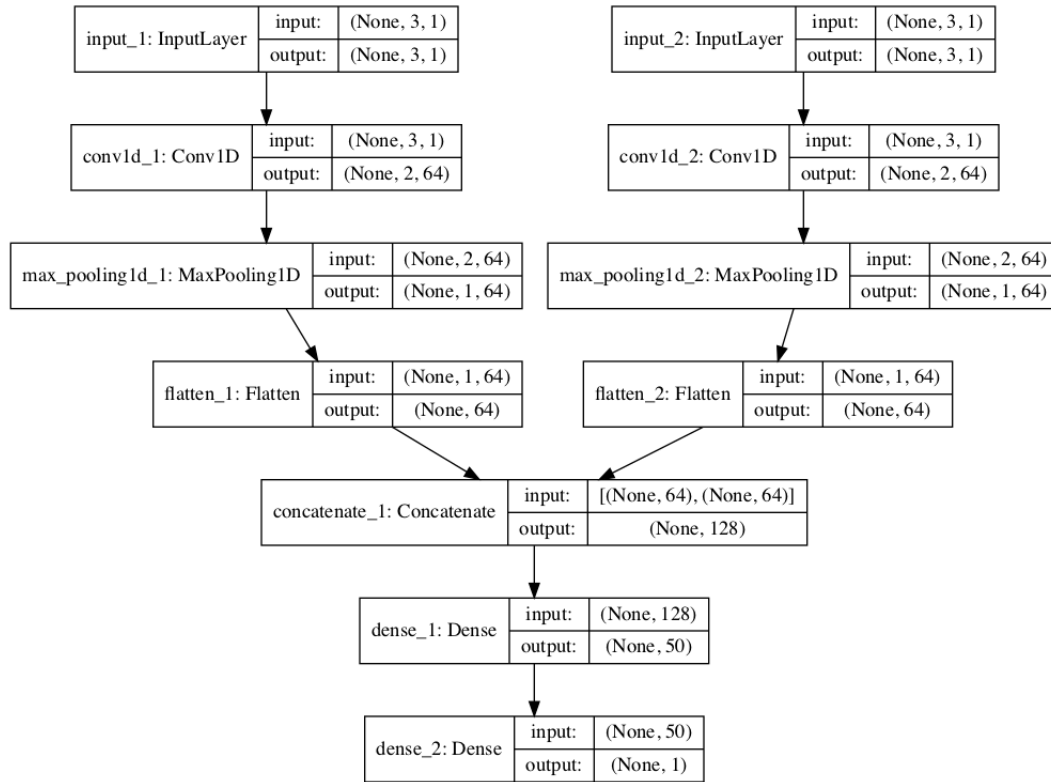 input_1: InputLayer
input: (None, 3, 1)
output: (None, 3, 1)
input_2: InputLayer
input: (None, 3, 1)
output: (None, 3, 1)
conv1d_1: Conv1D
input: (None, 3, 1)
output: (None, 2, 64)
conv1d_2: Conv1D
input: (None, 3, 1)
output: (None, 2, 64)
max_pooling1d_1: MaxPooling1D
input: (None, 2, 64)
output: (None, 1, 64)
max_pooling1d_2: MaxPooling1D
input: (None, 2, 64)
output: (None, 1, 64)
flatten_1: Flatten
input: (None, 1, 64)
output: (None, 64)
flatten_2: Flatten
input: (None, 1, 64)
output: (None, 64)
concatenate_1: Concatenate
input: [(None, 64), (None, 64)]
output: (None, 128)
dense_1: Dense
input: (None, 128)
output: (None, 50)
dense_2: Dense
input: (None, 50)
output: (None, 1)